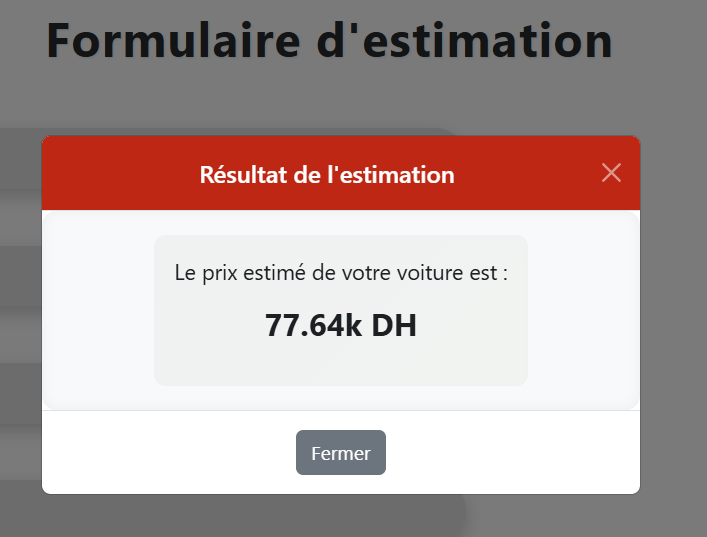 Formulaire d'estimation
Résultat de l'estimation
Le prix estimé de votre voiture est :
77.64k DH
Fermer